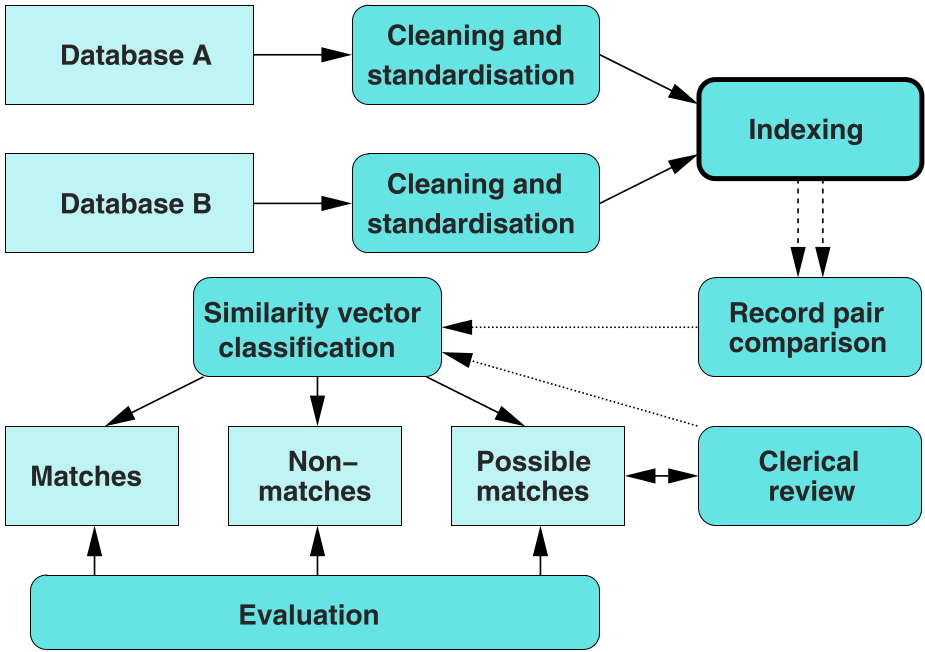 Database A
Cleaning and
standardisation
Indexing
Database B
Cleaning and
standardisation
Similarity vector
classification
Record pair
comparison
Matches
Non–
matches
Possible
matches
Clerical
review
Evaluation